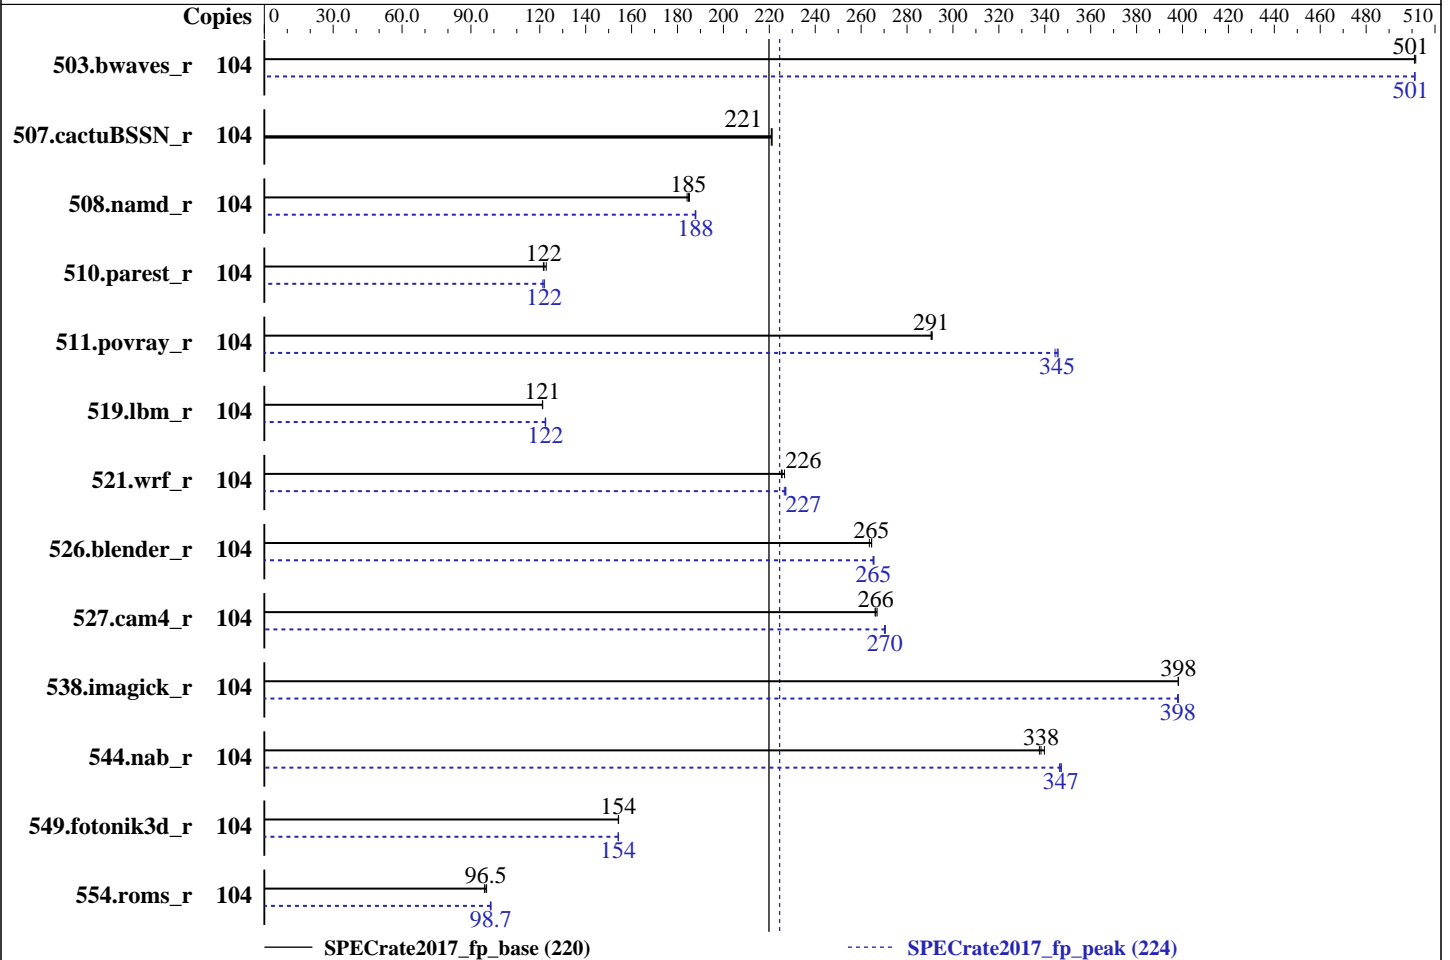 Copies 0 30.0 60.0 90.0 120 140 160 180 200 220 240 260 280 300 320 340 360 380 400 420 440 460 480 510
503.bwaves_r 104 501
501
507.cactuBSSN_r 104 221
508.namd_r 104 185
188
510.parest_r 104 122
122
511.povray_r 104 291
345
519.lbm_r 104 121
122
521.wrf_r 104 226
227
526.blender_r 104 265
265
527.cam4_r 104 266
270
538.imagick_r 104 398
398
544.nab_r 104 338
347
549.fotonik3d_r 104 154
154
554.roms_r 104 96.5
98.7
SPECrate2017_fp_base (220) SPECrate2017_fp_peak (224)